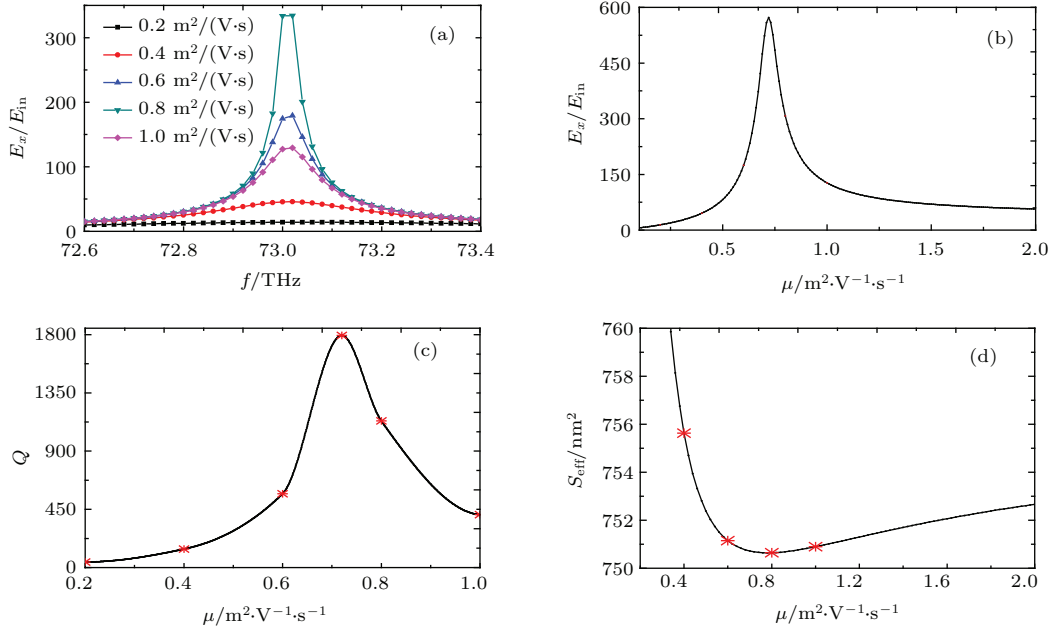 (a)
0.2 m²/(V·s)
0.4 m²/(V·s)
0.6 m²/(V·s)
0.8 m²/(V·s)
1.0 m²/(V·s)
300
200
100
0
Eₓ/E_in
72.6 72.8 73.0 73.2 73.4
f/THz
(b)
600
450
300
150
0
Eₓ/E_in
0.5 1.0 1.5 2.0
μ/m²·V⁻¹·s⁻¹
(c)
1800
1350
900
450
0
Q
0.2 0.4 0.6 0.8 1.0
μ/m²·V⁻¹·s⁻¹
(d)
760
758
756
754
752
750
S_eff/nm²
0.4 0.8 1.2 1.6 2.0
μ/m²·V⁻¹·s⁻¹